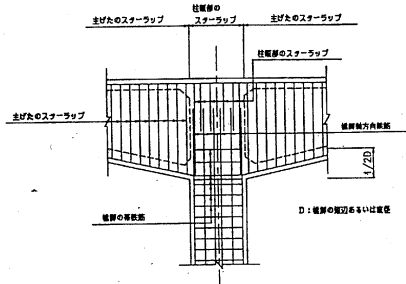 主げたのスターラップ
柱頭部の
スターラップ
主げたのスターラップ
柱頭部のスターラップ
主げたのスターラップ
橋脚軸方向鉄筋
1/2D
橋脚の帯鉄筋
D:橋脚の短辺あるいは直径